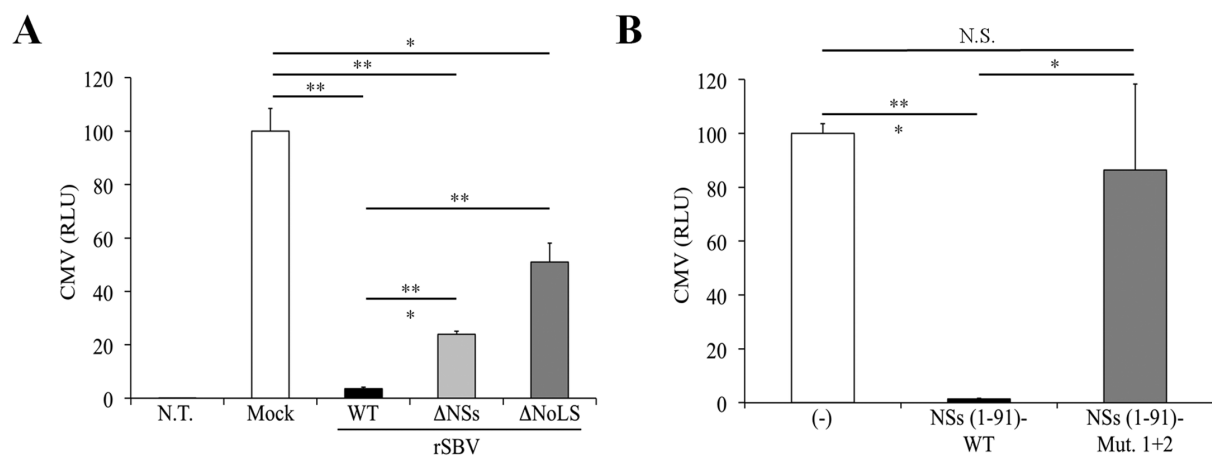 A
CMV (RLU)
120
100
80
60
40
20
0
*
**
**
**
**
*
N.T. Mock WT ΔNSs ΔNoLS
rSBV
B
CMV (RLU)
120
100
80
60
40
20
0
N.S.
*
**
*
(-) NSs (1-91)- NSs (1-91)-
WT Mut. 1+2